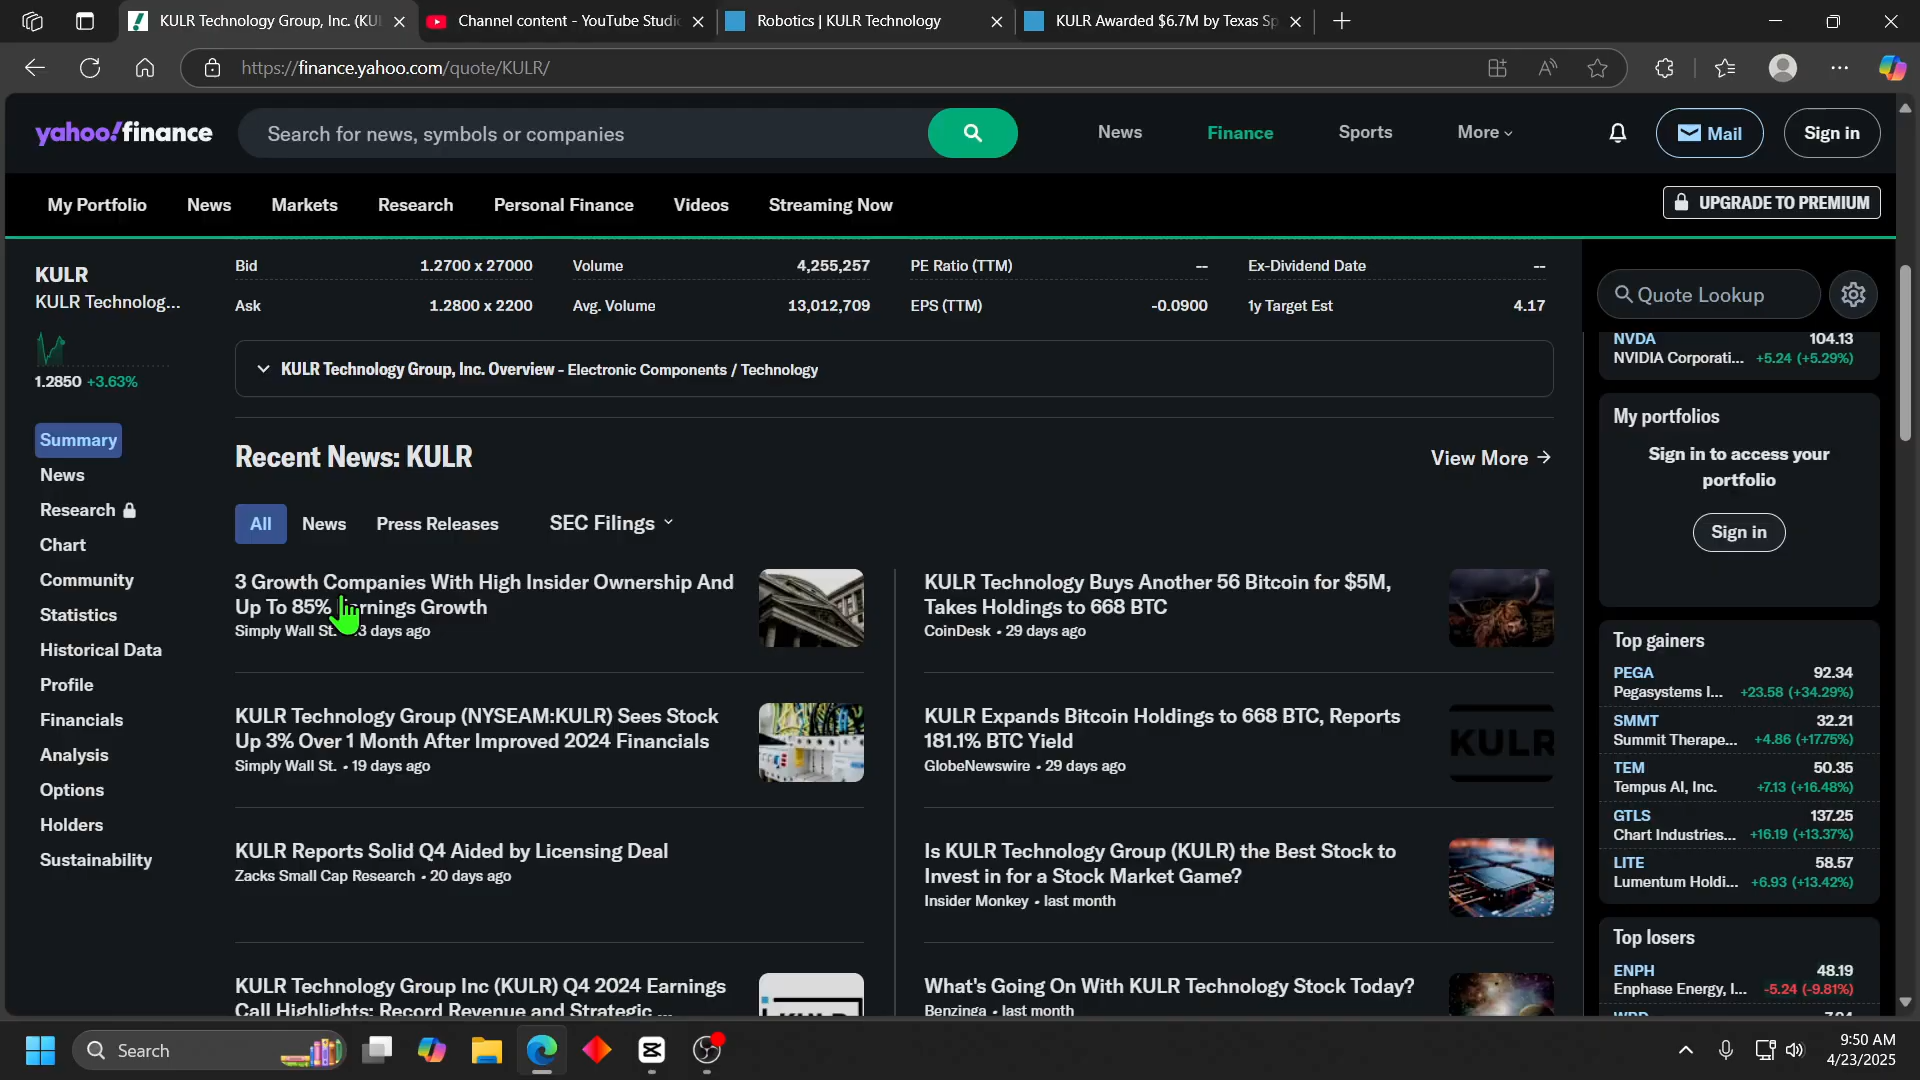 KULR Technology Group, Inc. (KUL
Channel content - YouTube Studio
Robotics | KULR Technology
KULR Awarded $6.7M by Texas Sp
https://finance.yahoo.com/quote/KULR/
yahoo!finance
Search for news, symbols or companies
News
Finance
Sports
More
Mail
Sign in
My Portfolio
News
Markets
Research
Personal Finance
Videos
Streaming Now
UPGRADE TO PREMIUM
KULR
KULR Technolog...
1.2850 +3.63%
Summary
News
Research
Chart
Community
Statistics
Historical Data
Profile
Financials
Analysis
Options
Holders
Sustainability
Bid 1.2700 x 27000
Volume 4,255,257
PE Ratio (TTM) --
Ex-Dividend Date --
Ask 1.2800 x 2200
Avg. Volume 13,012,709
EPS (TTM) -0.0900
1y Target Est 4.17
KULR Technology Group, Inc. Overview - Electronic Components / Technology
Recent News: KULR
View More
All
News
Press Releases
SEC Filings
3 Growth Companies With High Insider Ownership And
Up To 85% Earnings Growth
Simply Wall St. 3 days ago
KULR Technology Group (NYSEAM:KULR) Sees Stock
Up 3% Over 1 Month After Improved 2024 Financials
Simply Wall St. • 19 days ago
KULR Reports Solid Q4 Aided by Licensing Deal
Zacks Small Cap Research • 20 days ago
KULR Technology Group Inc (KULR) Q4 2024 Earnings
Call Highlights: Record Revenue and Strategic ...
KULR Technology Buys Another 56 Bitcoin for $5M,
Takes Holdings to 668 BTC
CoinDesk • 29 days ago
KULR Expands Bitcoin Holdings to 668 BTC, Reports
181.1% BTC Yield
GlobeNewswire • 29 days ago
KULR
Is KULR Technology Group (KULR) the Best Stock to
Invest in for a Stock Market Game?
Insider Monkey • last month
What's Going On With KULR Technology Stock Today?
Benzinga • last month
Quote Lookup
NVDA 104.13
NVIDIA Corporati... +5.24 (+5.29%)
My portfolios
Sign in to access your
portfolio
Sign in
Top gainers
PEGA 92.34
Pegasystems I... +23.58 (+34.29%)
SMMT 32.21
Summit Therape... +4.86 (+17.75%)
TEM 50.35
Tempus AI, Inc. +7.13 (+16.48%)
GTLS 137.25
Chart Industries... +16.19 (+13.37%)
LITE 58.57
Lumentum Holdi... +6.93 (+13.42%)
Top losers
ENPH 48.19
Enphase Energy, I... -5.24 (-9.81%)
Search
9:50 AM
4/23/2025